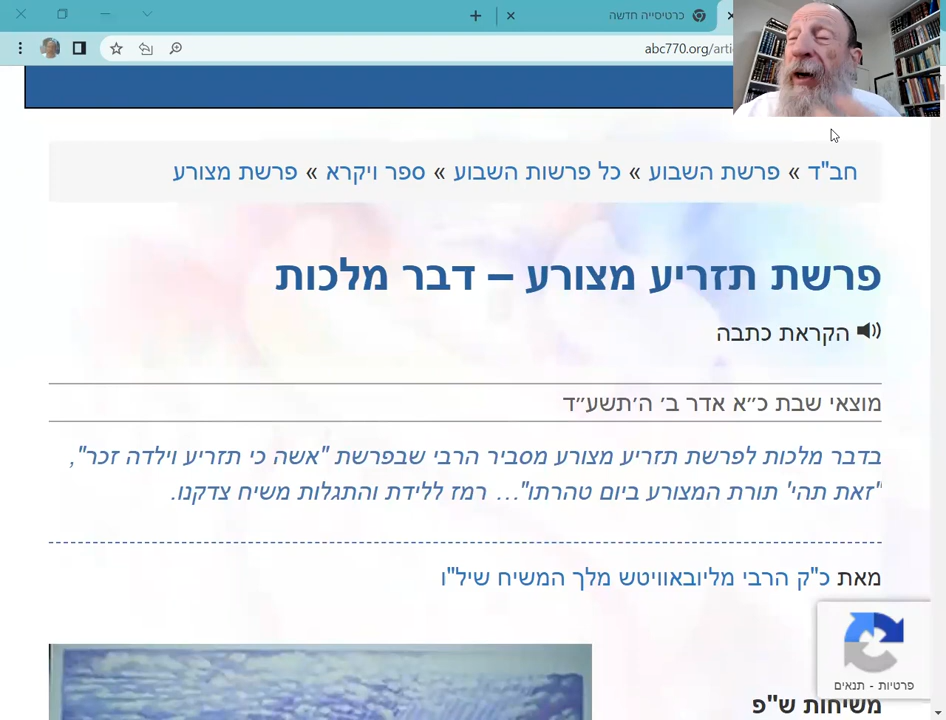 כרטיסייה חדשה
abc770.org/arti
חב"ד » פרשת השבוע » כל פרשות השבוע » ספר ויקרא » פרשת מצורע
פרשת תזריע מצורע – דבר מלכות
הקראת כתבה
מוצאי שבת כ״א אדר ב׳ ה׳תשע״ד
בדבר מלכות לפרשת תזריע מצורע מסביר הרבי שבפרשת "אשה כי תזריע וילדה זכר",
"זאת תהי' תורת המצורע ביום טהרתו"... רמז ללידת והתגלות משיח צדקנו.
מאת כ"ק הרבי מליובאוויטש מלך המשיח שיל"ו
פרטיות - תנאים
משיחות ש"פ